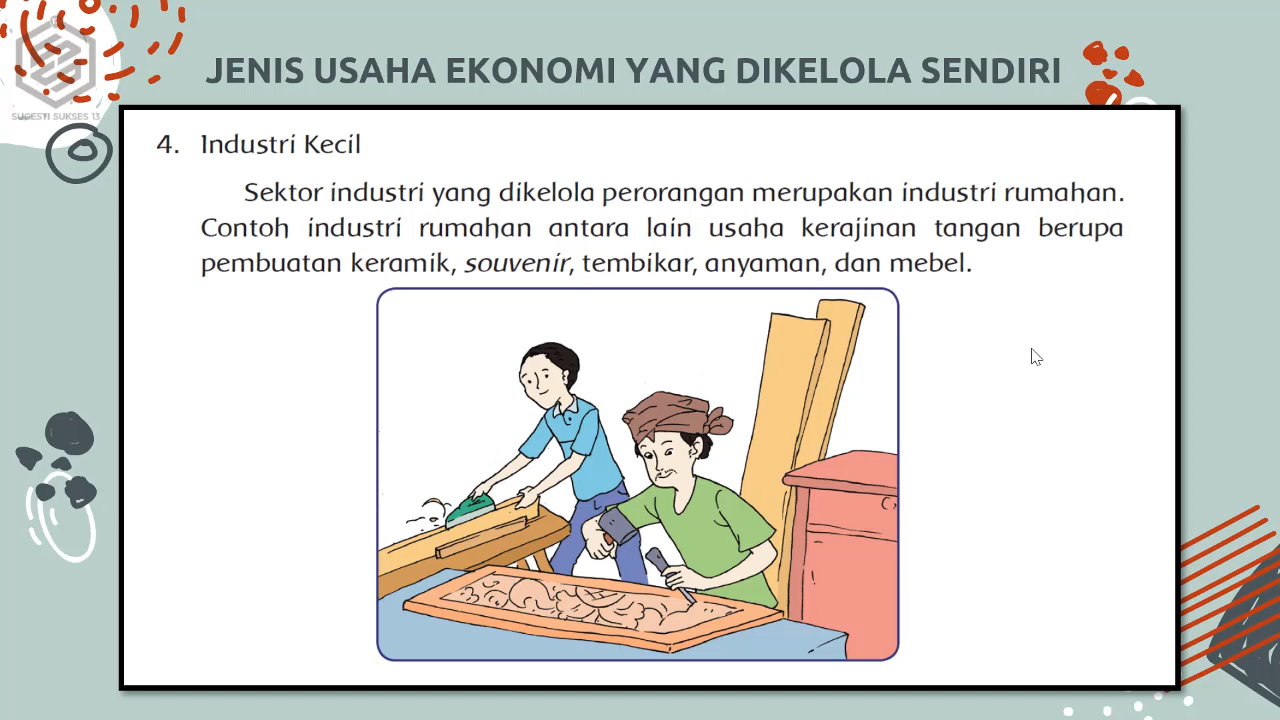 JENIS USAHA EKONOMI YANG DIKELOLA SENDIRI
SUGESTI SUKSES 13
4. Industri Kecil
Sektor industri yang dikelola perorangan merupakan industri rumahan.
Contoh industri rumahan antara lain usaha kerajinan tangan berupa
pembuatan keramik, souvenir, tembikar, anyaman, dan mebel.